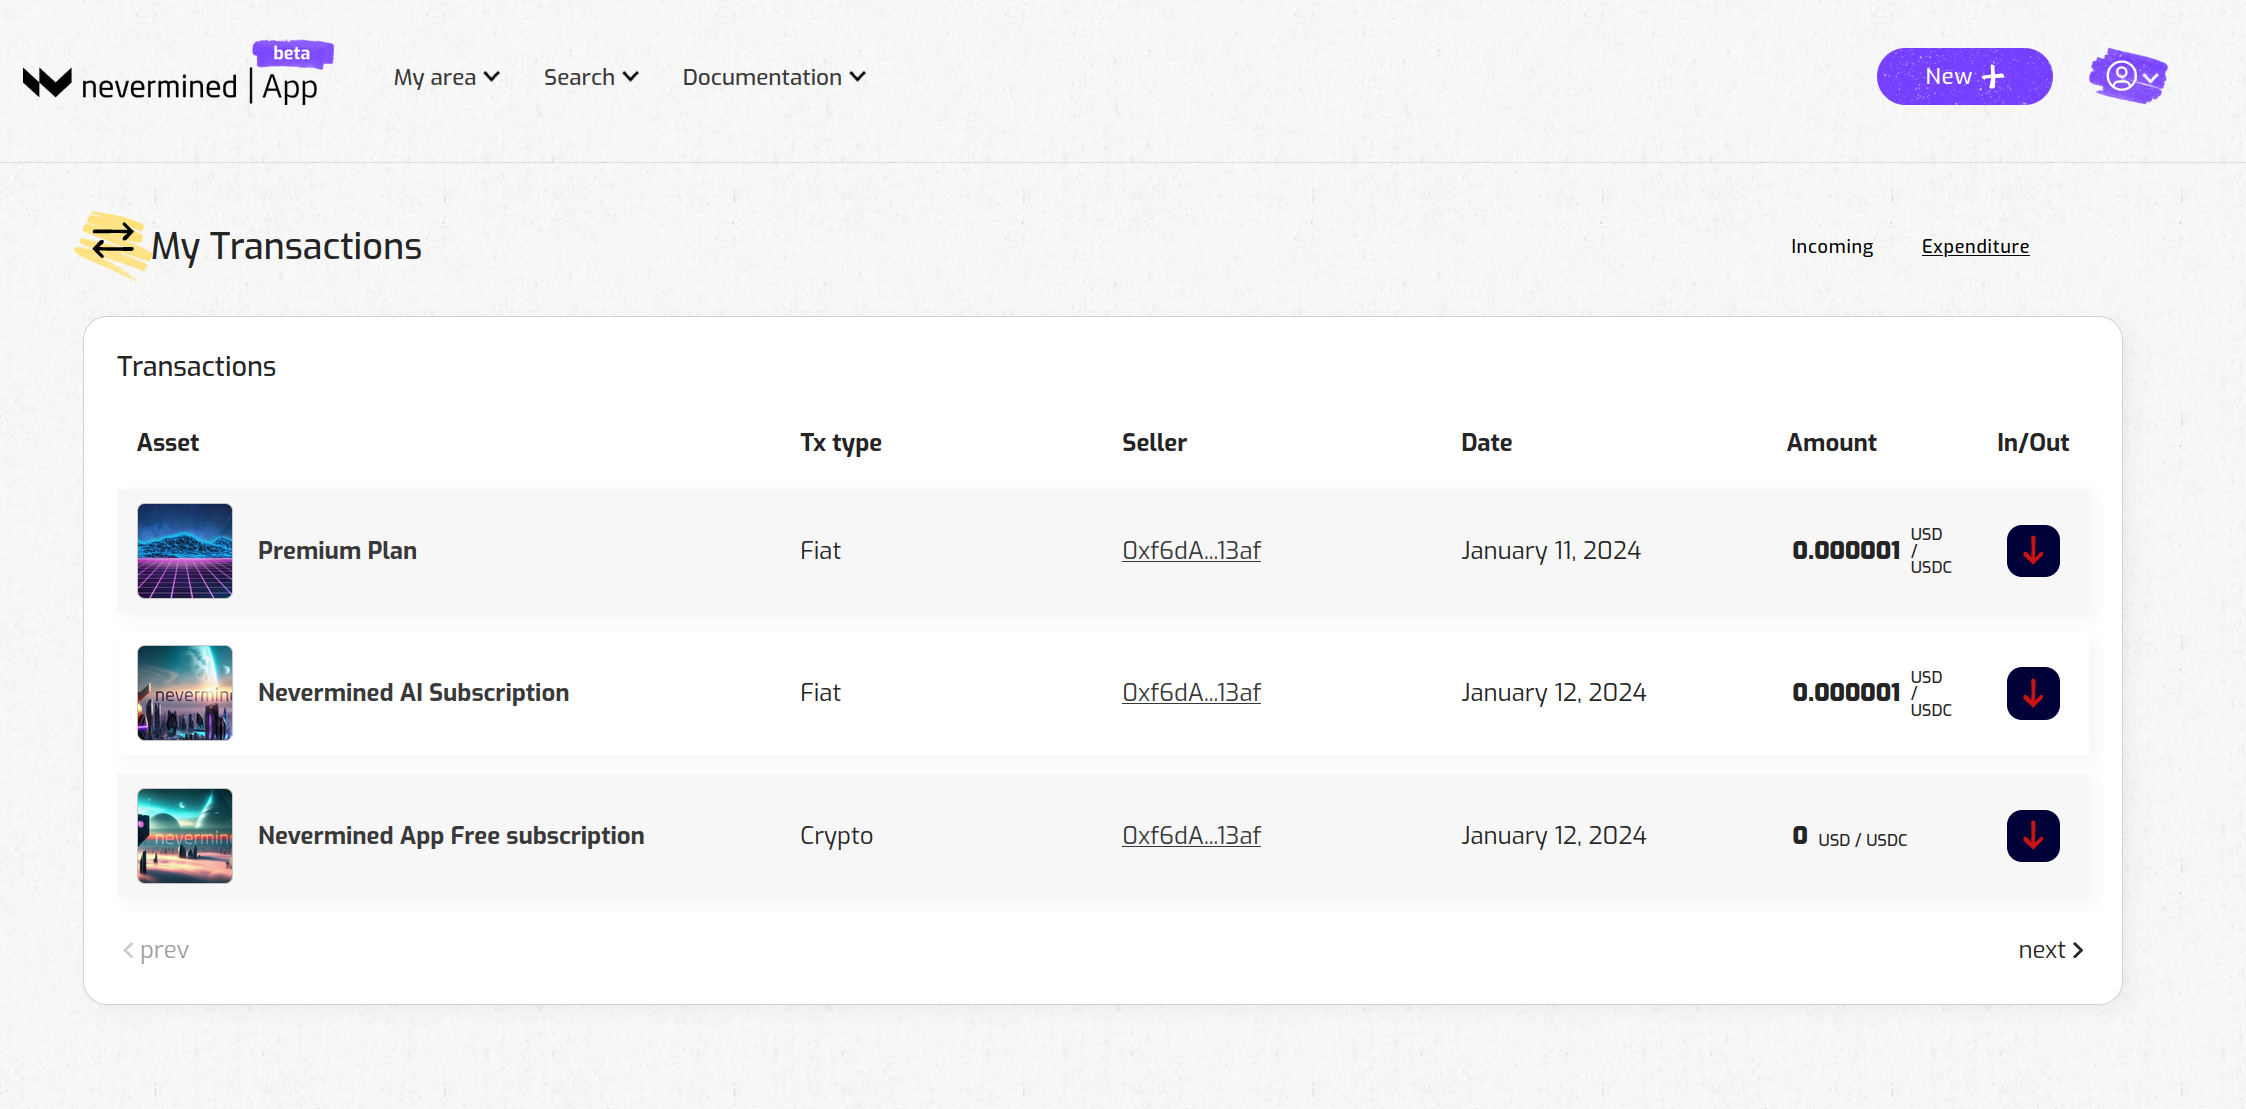 beta
nevermined | App
My area
Search
Documentation
New
My Transactions
Incoming
Expenditure
Transactions
Asset Tx type Seller Date Amount In/Out
Premium Plan Fiat 0xf6dA...13af January 11, 2024 0.000001 USD / USDC
nevermin
Nevermined AI Subscription Fiat 0xf6dA...13af January 12, 2024 0.000001 USD / USDC
nevermin
Nevermined App Free subscription Crypto 0xf6dA...13af January 12, 2024 0 USD / USDC
prev
next